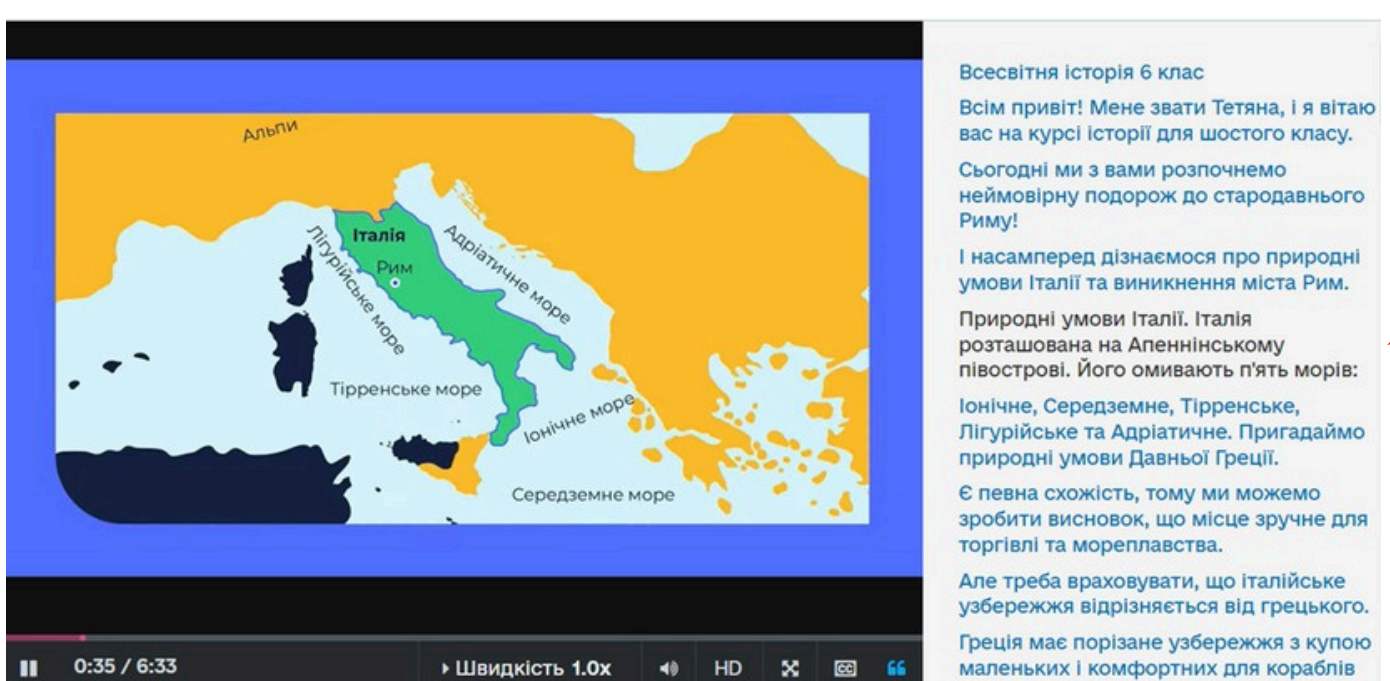 Альпи
Італія
Рим
Лігурійське море
Адріатичне море
Тірренське море
Іонічне море
Середземне море
0:35 / 6:33
Швидкість 1.0x
HD
CC
Всесвітня історія 6 клас
Всім привіт! Мене звати Тетяна, і я вітаю
вас на курсі історії для шостого класу.
Сьогодні ми з вами розпочнемо
неймовірну подорож до стародавнього
Риму!
І насамперед дізнаємося про природні
умови Італії та виникнення міста Рим.
Природні умови Італії. Італія
розташована на Апеннінському
півострові. Його омивають п'ять морів:
Іонічне, Середземне, Тірренське,
Лігурійське та Адріатичне. Пригадаймо
природні умови Давньої Греції.
Є певна схожість, тому ми можемо
зробити висновок, що місце зручне для
торгівлі та мореплавства.
Але треба враховувати, що італійське
узбережжя відрізняється від грецького.
Греція має порізане узбережжя з купою
маленьких і комфортних для кораблів